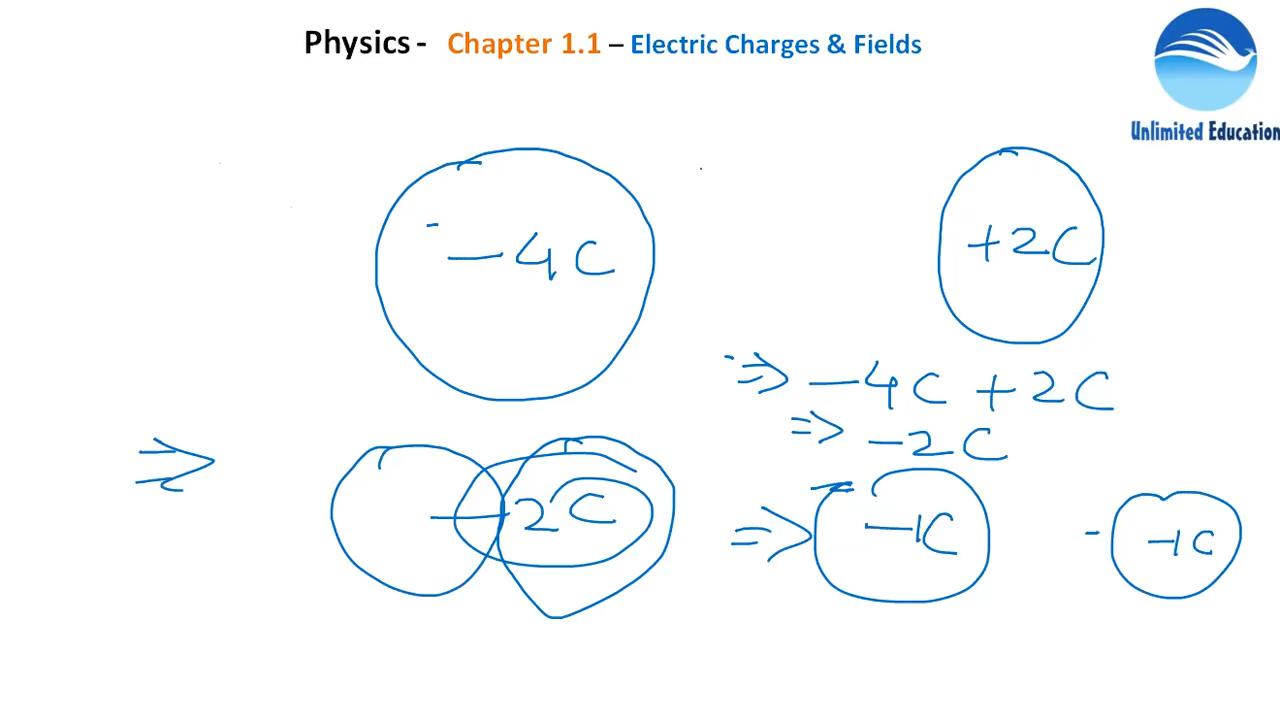 Physics - Chapter 1.1 – Electric Charges & Fields
Unlimited Education
- 4C
+2C
⇒ - 4C + 2C
⇒ - 2C
⇒ - 2C
⇒ -1C
-1C